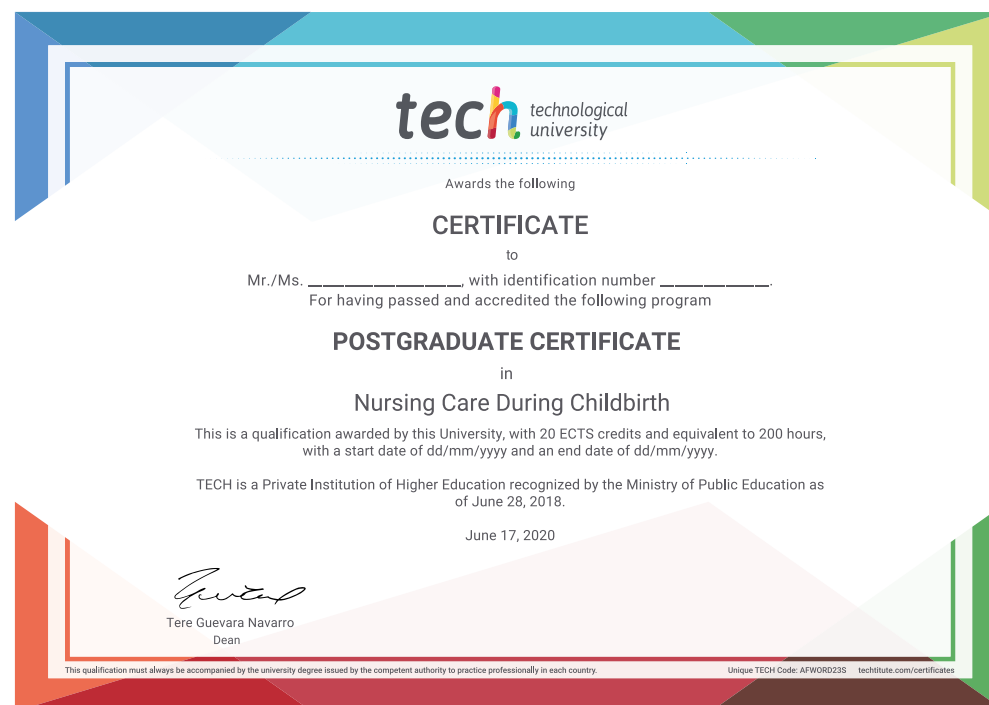 tech technological
university
Awards the following
CERTIFICATE
to
Mr./Ms. ________________, with identification number ____________.
For having passed and accredited the following program
POSTGRADUATE CERTIFICATE
in
Nursing Care During Childbirth
This is a qualification awarded by this University, with 20 ECTS credits and equivalent to 200 hours,
with a start date of dd/mm/yyyy and an end date of dd/mm/yyyy.
TECH is a Private Institution of Higher Education recognized by the Ministry of Public Education as
of June 28, 2018.
June 17, 2020
Tere Guevara Navarro
Dean
This qualification must always be accompanied by the university degree issued by the competent authority to practice professionally in each country.
Unique TECH Code: AFWORD23S techtitute.com/certificates